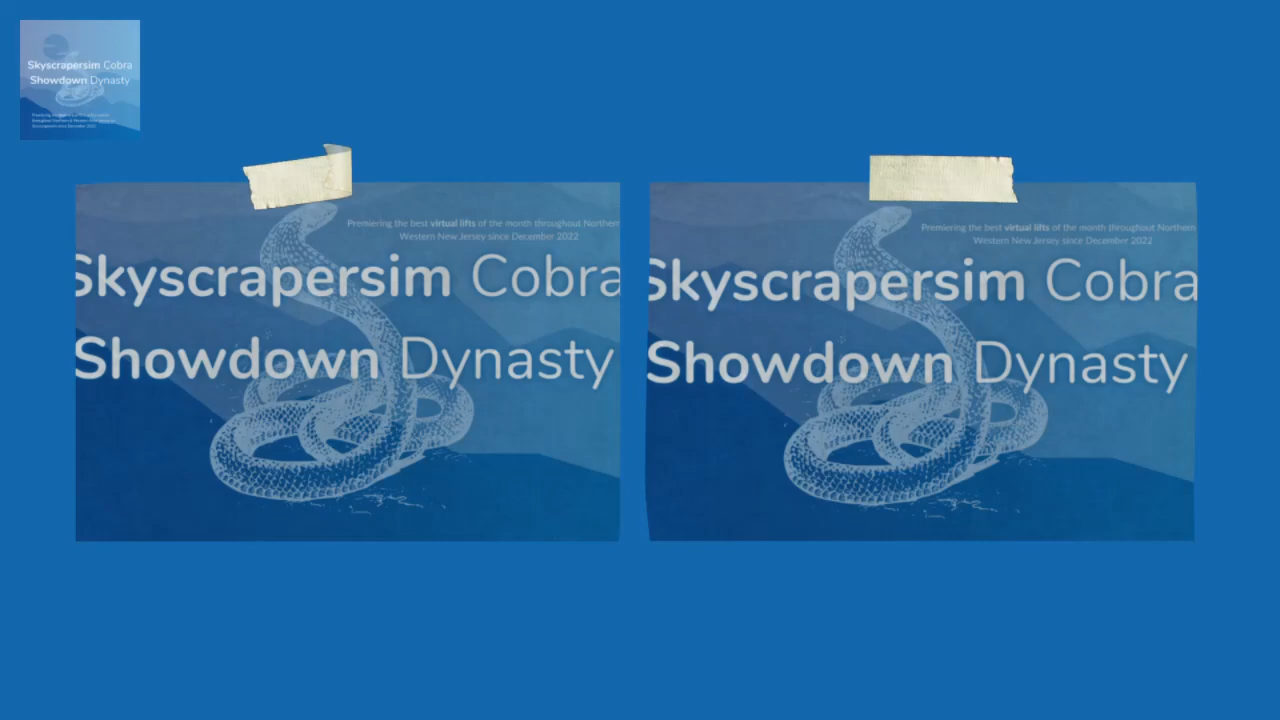 Skyscrapersim Cobra
Showdown Dynasty
Premiering the best virtual lifts of the month throughout Northern
Western New Jersey since December 2022
Skyscrapersim Cobra
Showdown Dynasty
Premiering the best virtual lifts of the month throughout Northern
Western New Jersey since December 2022
Skyscrapersim Cobra
Showdown Dynasty